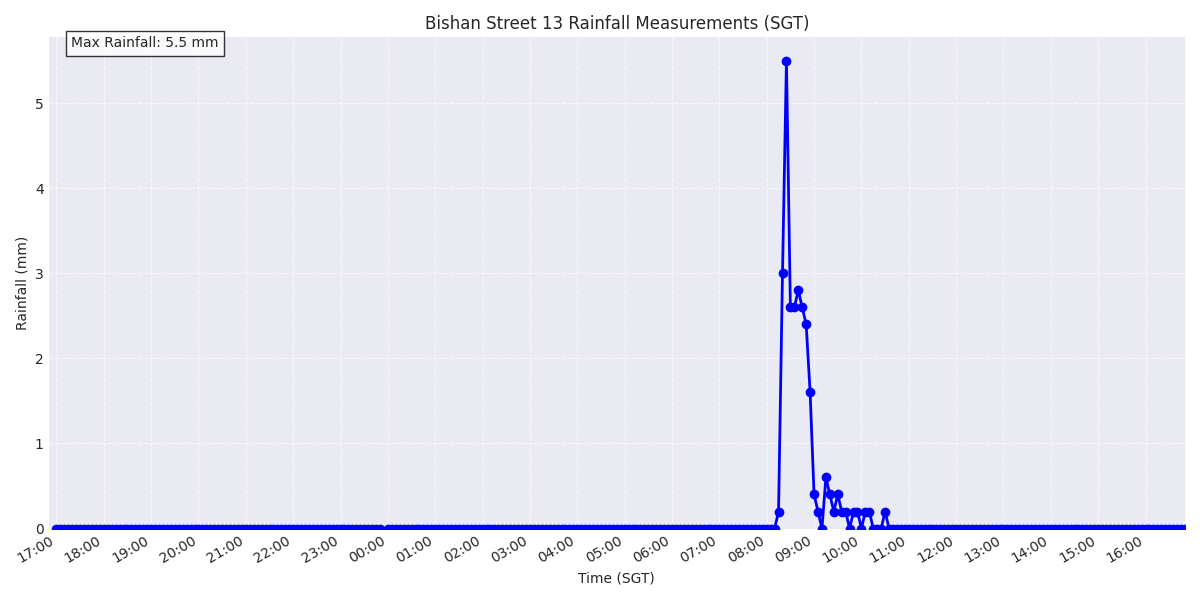 Bishan Street 13 Rainfall Measurements (SGT)
Max Rainfall: 5.5 mm
Rainfall (mm)
5
4
3
2
1
0
17:00 18:00 19:00 20:00 21:00 22:00 23:00 00:00 01:00 02:00 03:00 04:00 05:00 06:00 07:00 08:00 09:00 10:00 11:00 12:00 13:00 14:00 15:00 16:00
Time (SGT)